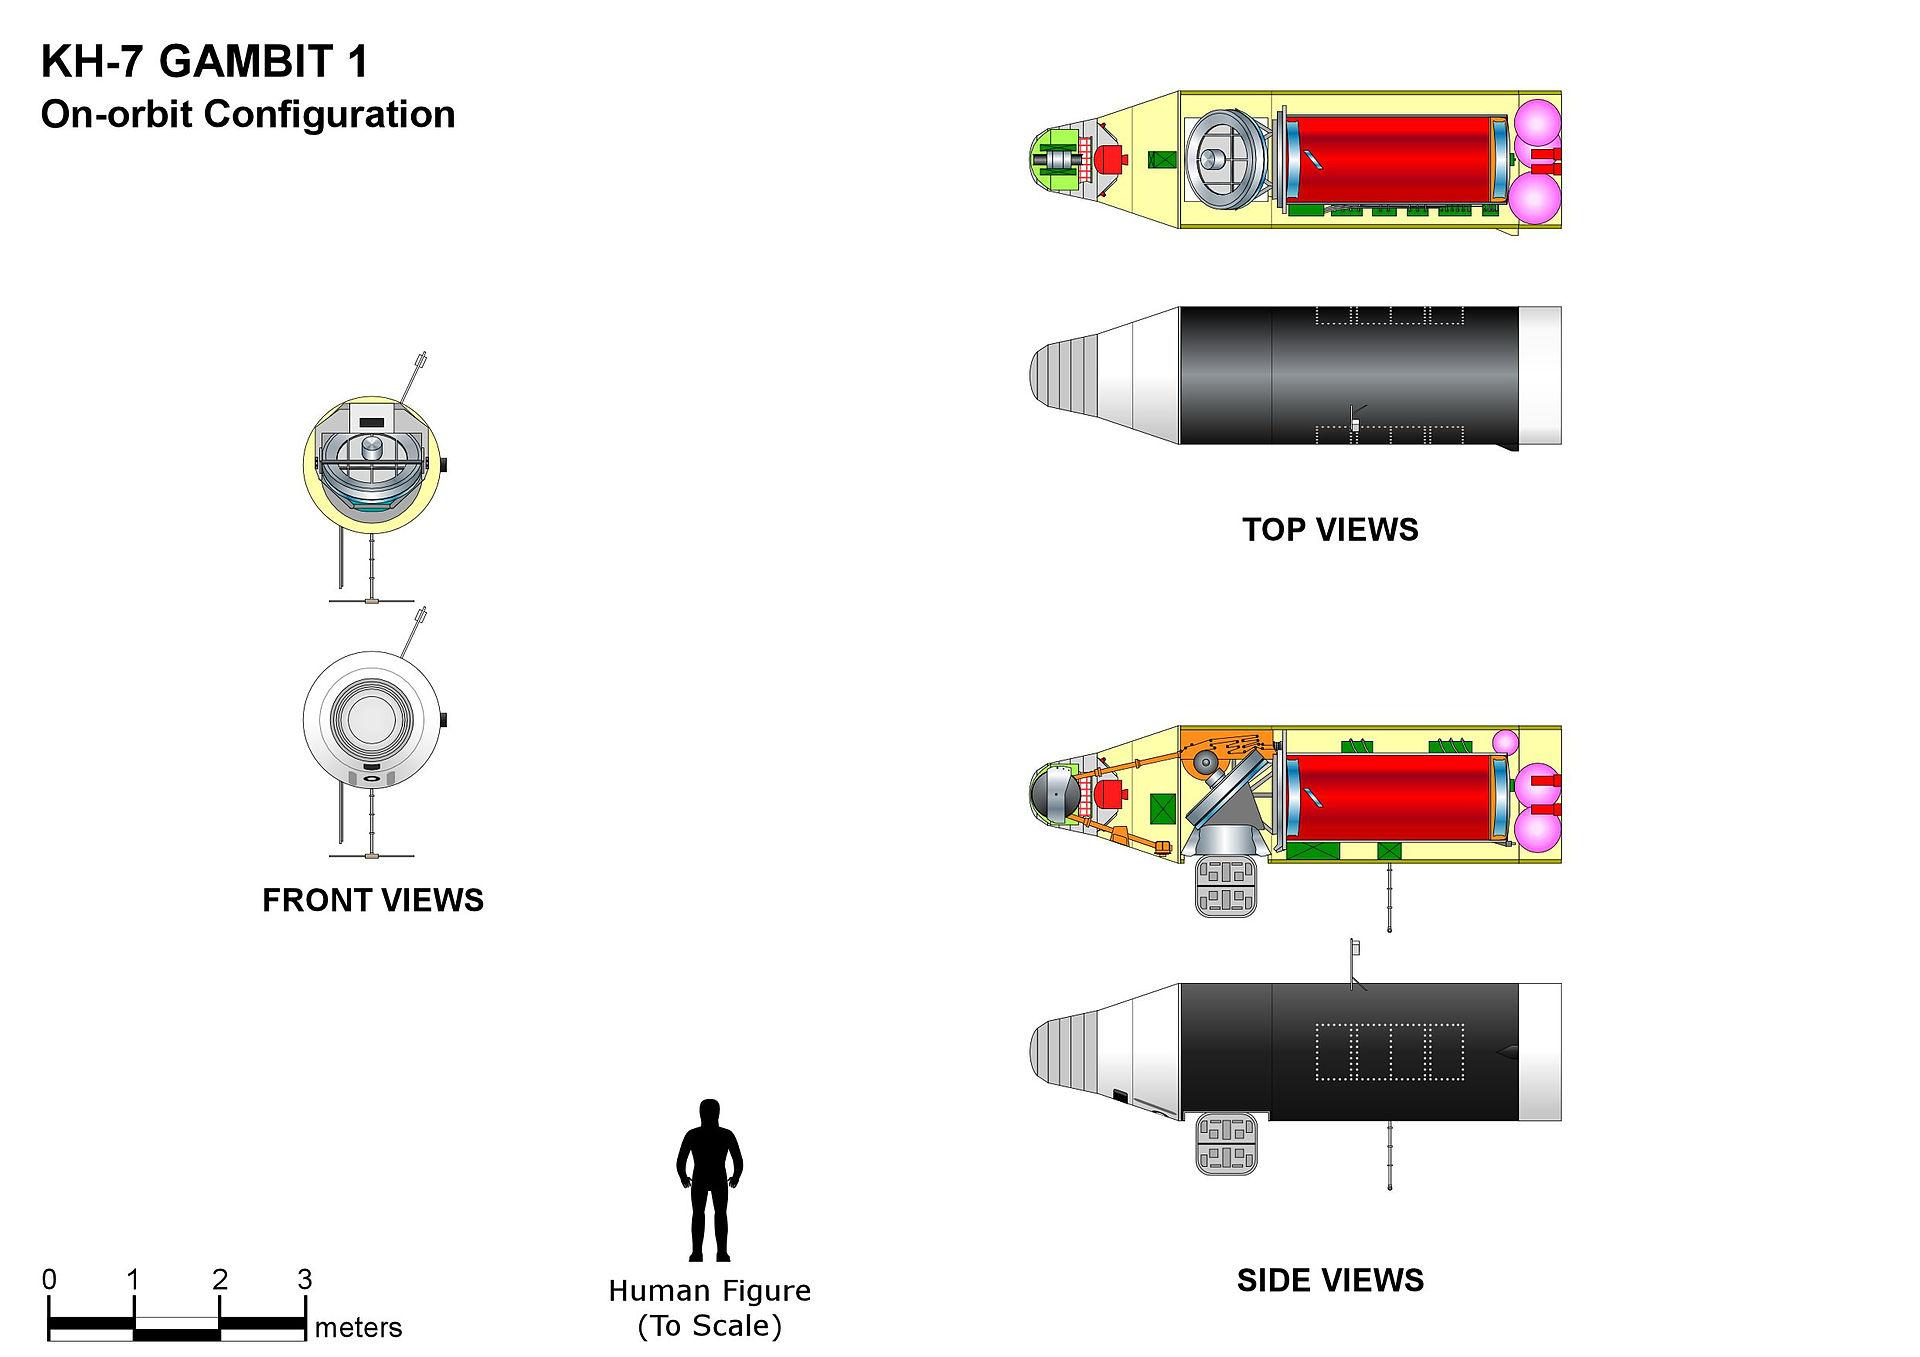 KH-7 GAMBIT 1
On-orbit Configuration
TOP VIEWS
FRONT VIEWS
SIDE VIEWS
0 1 2 3
meters
Human Figure
(To Scale)